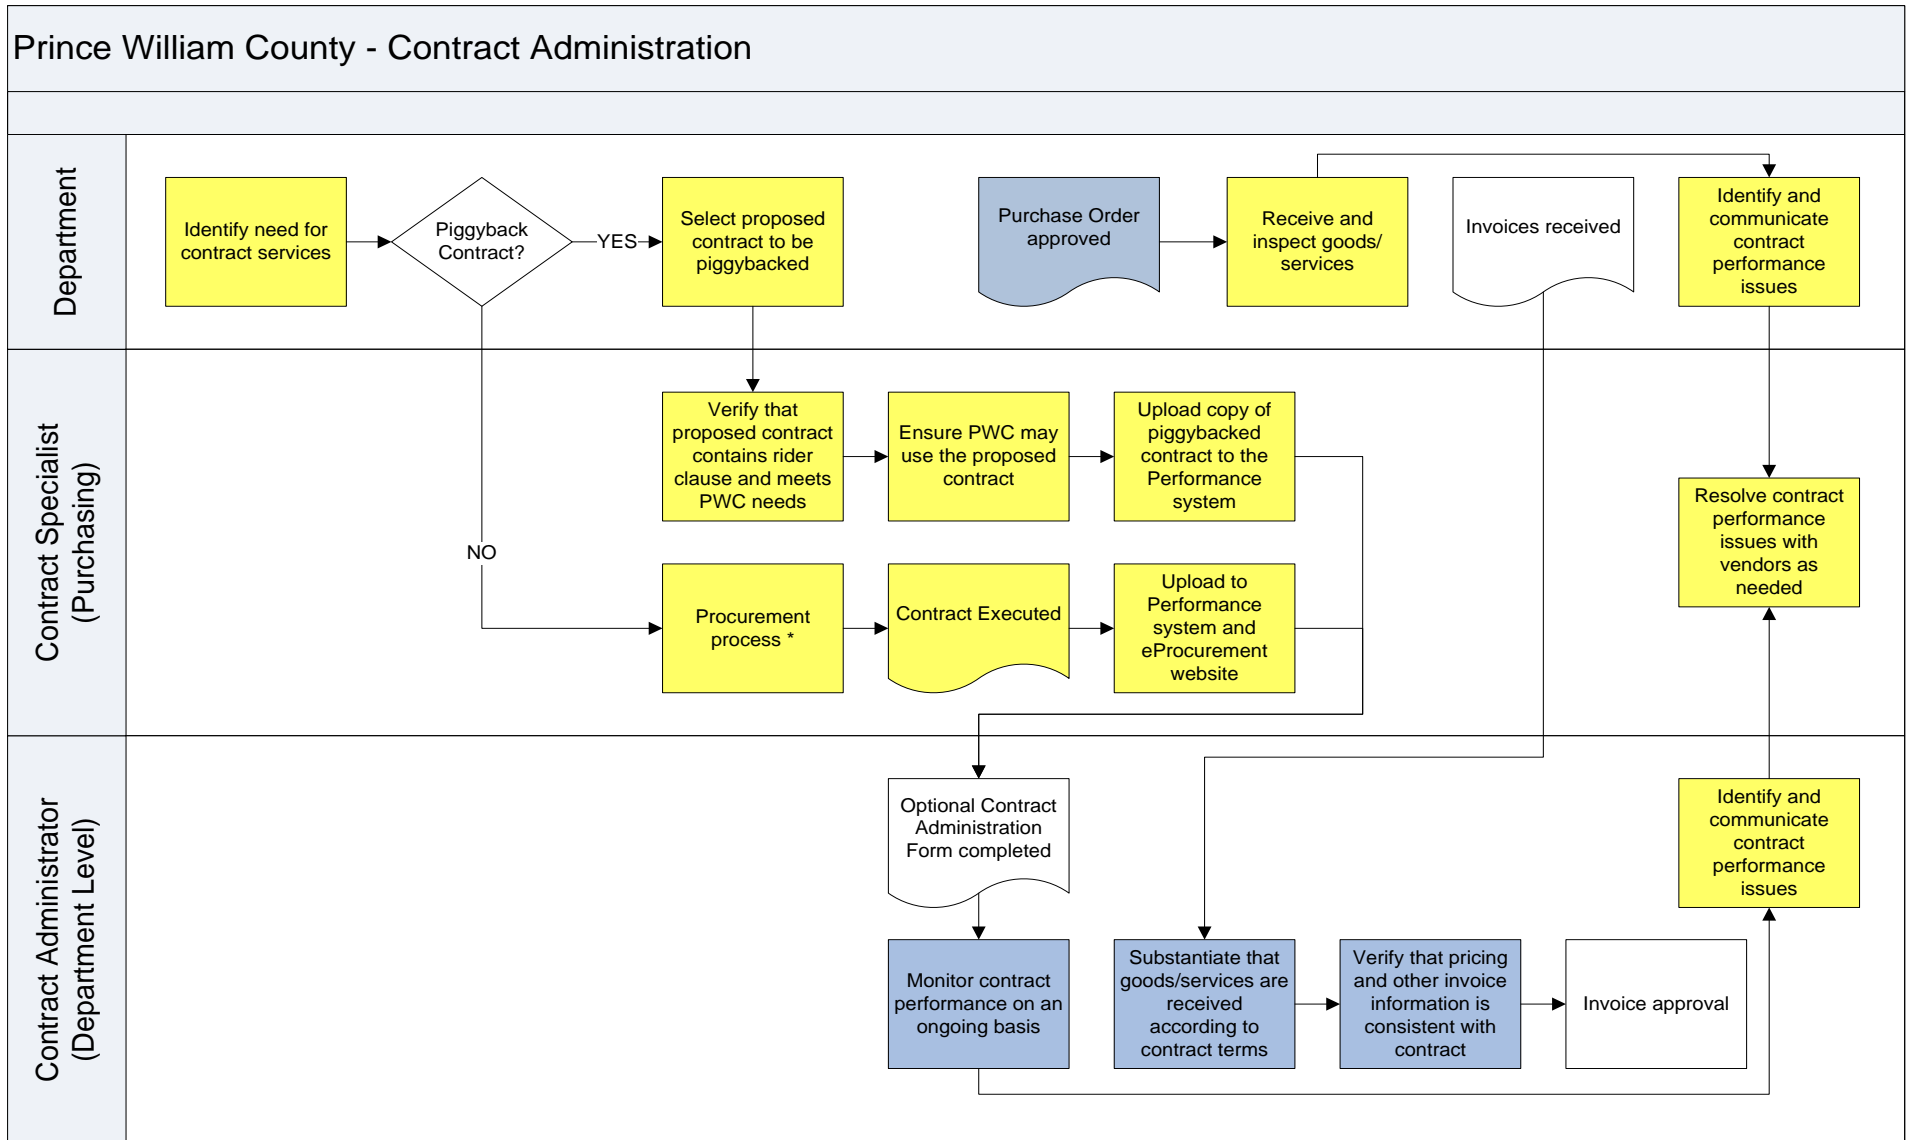 Prince William County - Contract Administration
Department
Identify need for
contract services
Piggyback
Contract?
YES
Select proposed
contract to be
piggybacked
Purchase Order
approved
Receive and
inspect goods/
services
Invoices received
Identify and
communicate
contract
performance
issues
Contract Specialist
(Purchasing)
NO
Verify that
proposed contract
contains rider
clause and meets
PWC needs
Ensure PWC may
use the proposed
contract
Upload copy of
piggybacked
contract to the
Performance
system
Resolve contract
performance
issues with
vendors as
needed
Procurement
process *
Contract Executed
Upload to
Performance
system and
eProcurement
website
Contract Administrator
(Department Level)
Optional Contract
Administration
Form completed
Identify and
communicate
contract
performance
issues
Monitor contract
performance on an
ongoing basis
Substantiate that
goods/services are
received
according to
contract terms
Verify that pricing
and other invoice
information is
consistent with
contract
Invoice approval